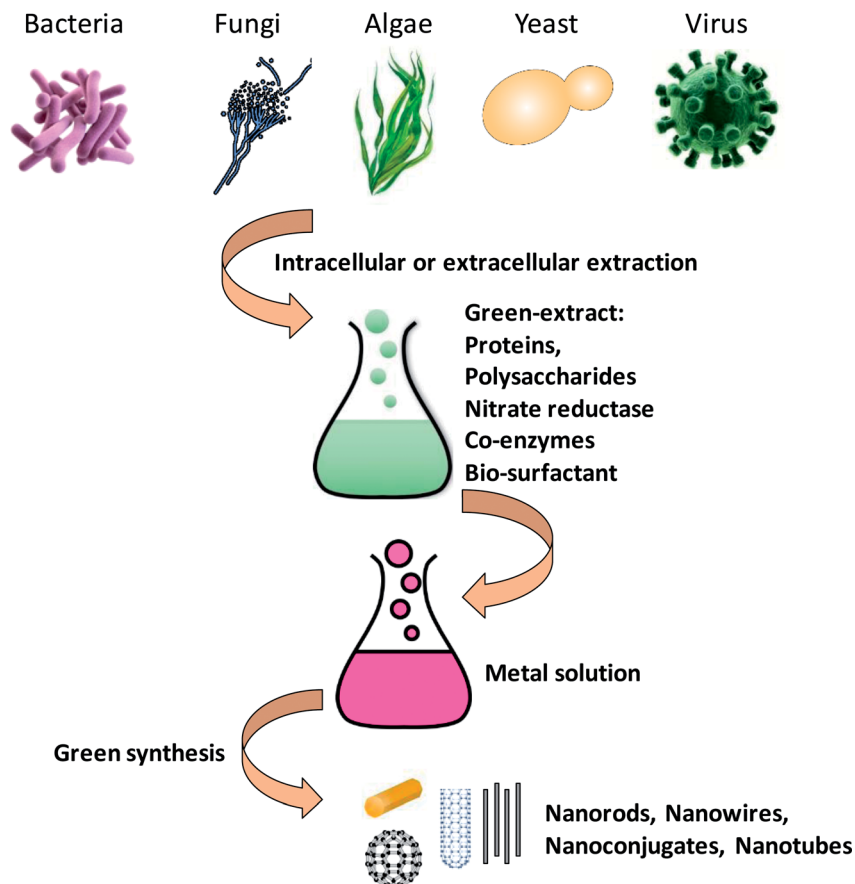 Bacteria
Fungi
Algae
Yeast
Virus
Intracellular or extracellular extraction
Green-extract:
Proteins,
Polysaccharides
Nitrate reductase
Co-enzymes
Bio-surfactant
Metal solution
Green synthesis
Nanorods, Nanowires,
Nanoconjugates, Nanotubes